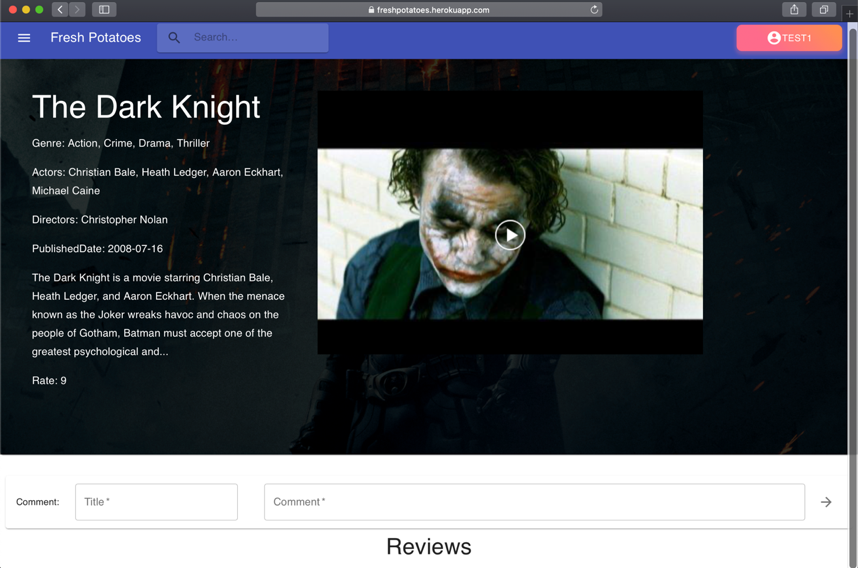 freshpotatoes.herokuapp.com
Fresh Potatoes
Search...
TEST1
The Dark Knight
Genre: Action, Crime, Drama, Thriller
Actors: Christian Bale, Heath Ledger, Aaron Eckhart,
Michael Caine
Directors: Christopher Nolan
PublishedDate: 2008-07-16
The Dark Knight is a movie starring Christian Bale,
Heath Ledger, and Aaron Eckhart. When the menace
known as the Joker wreaks havoc and chaos on the
people of Gotham, Batman must accept one of the
greatest psychological and...
Rate: 9
Comment:
Title *
Comment *
Reviews